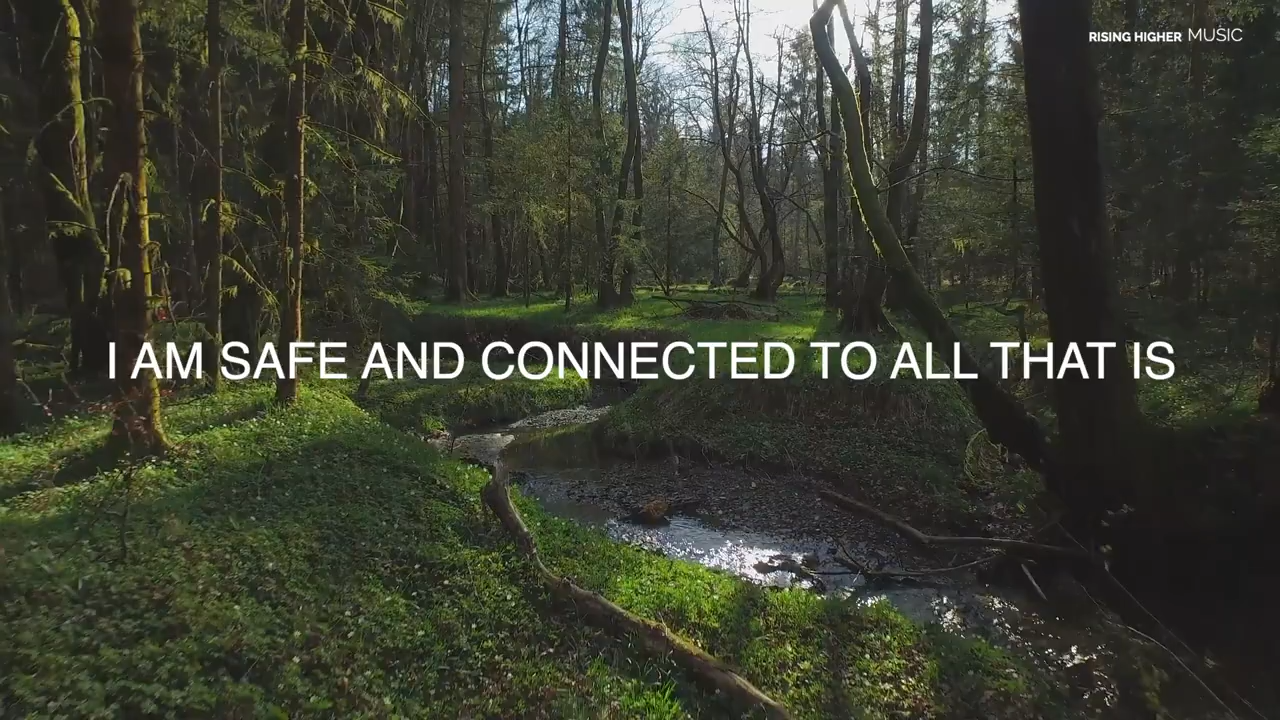 RISING HIGHER MUSIC
I AM SAFE AND CONNECTED TO ALL THAT IS